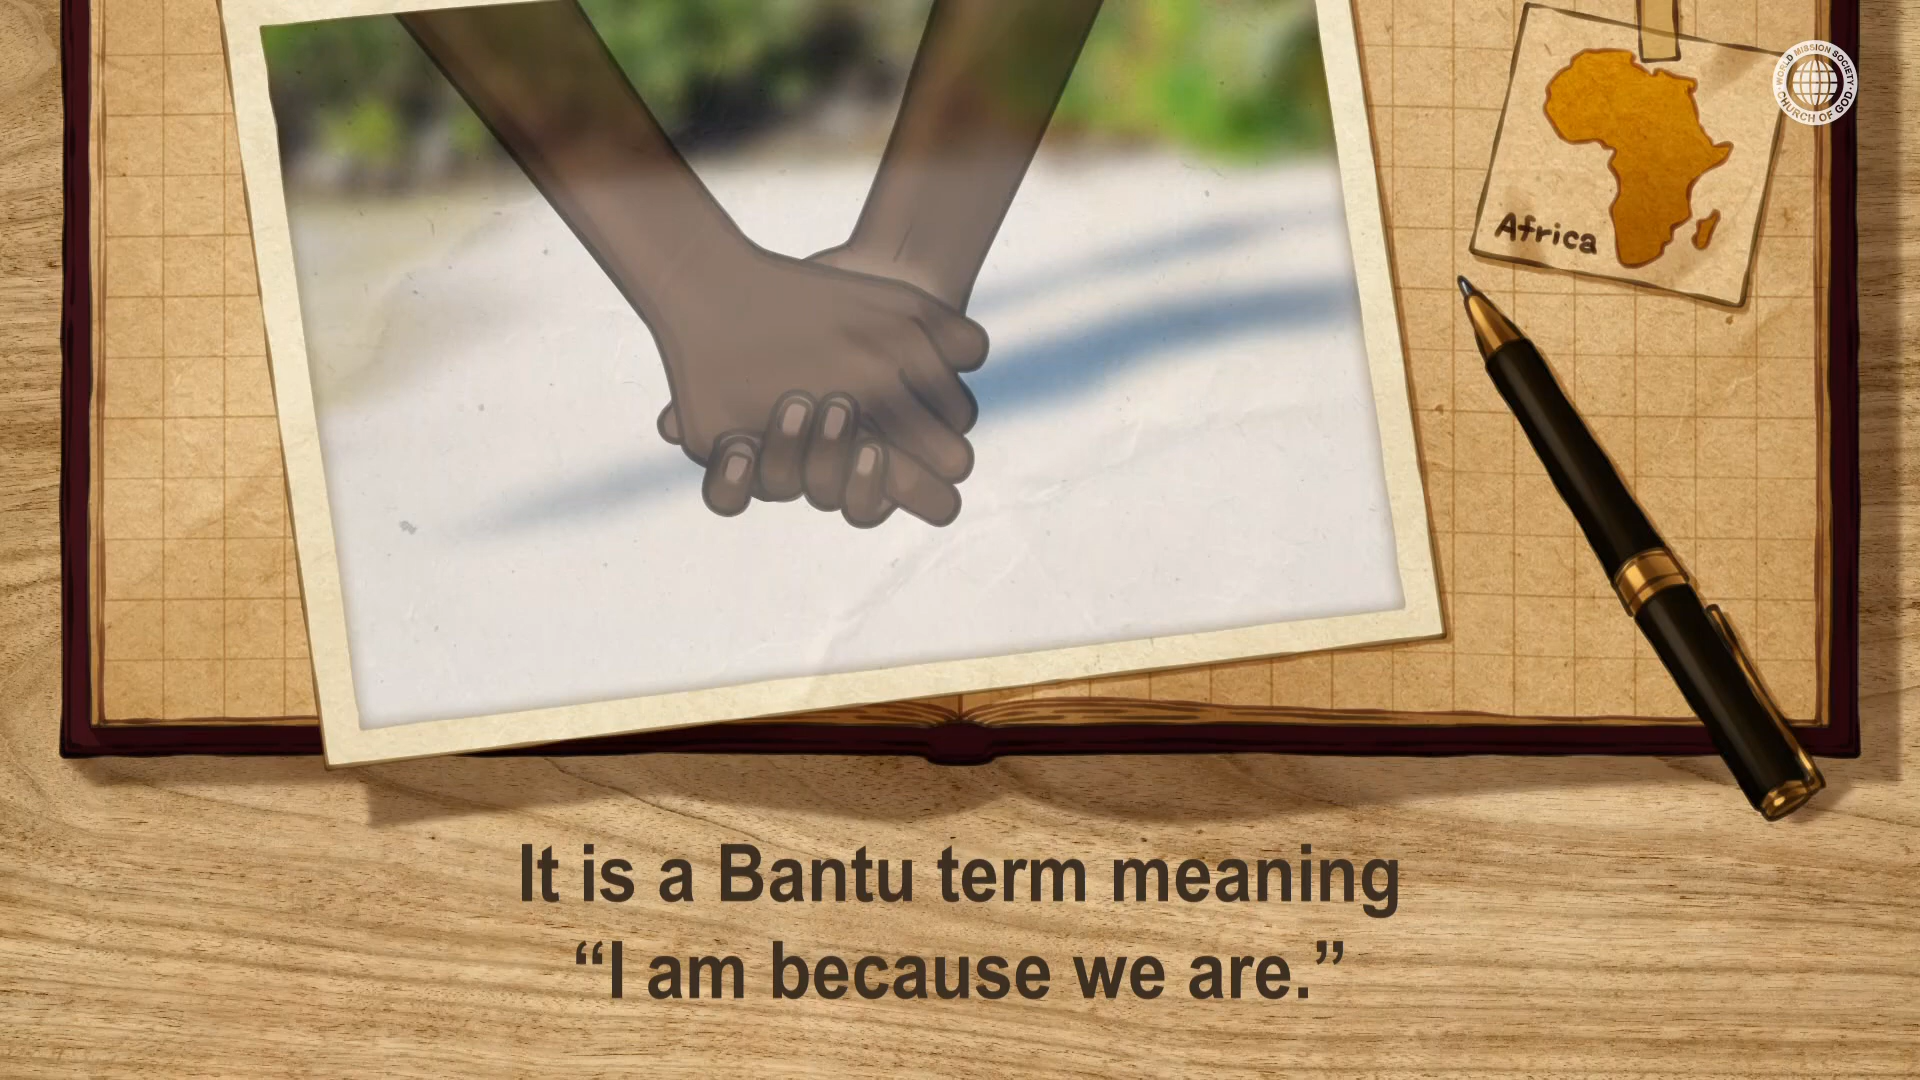 WORLD MISSION SOCIETY
CHURCH OF GOD
Africa
It is a Bantu term meaning
“I am because we are.”